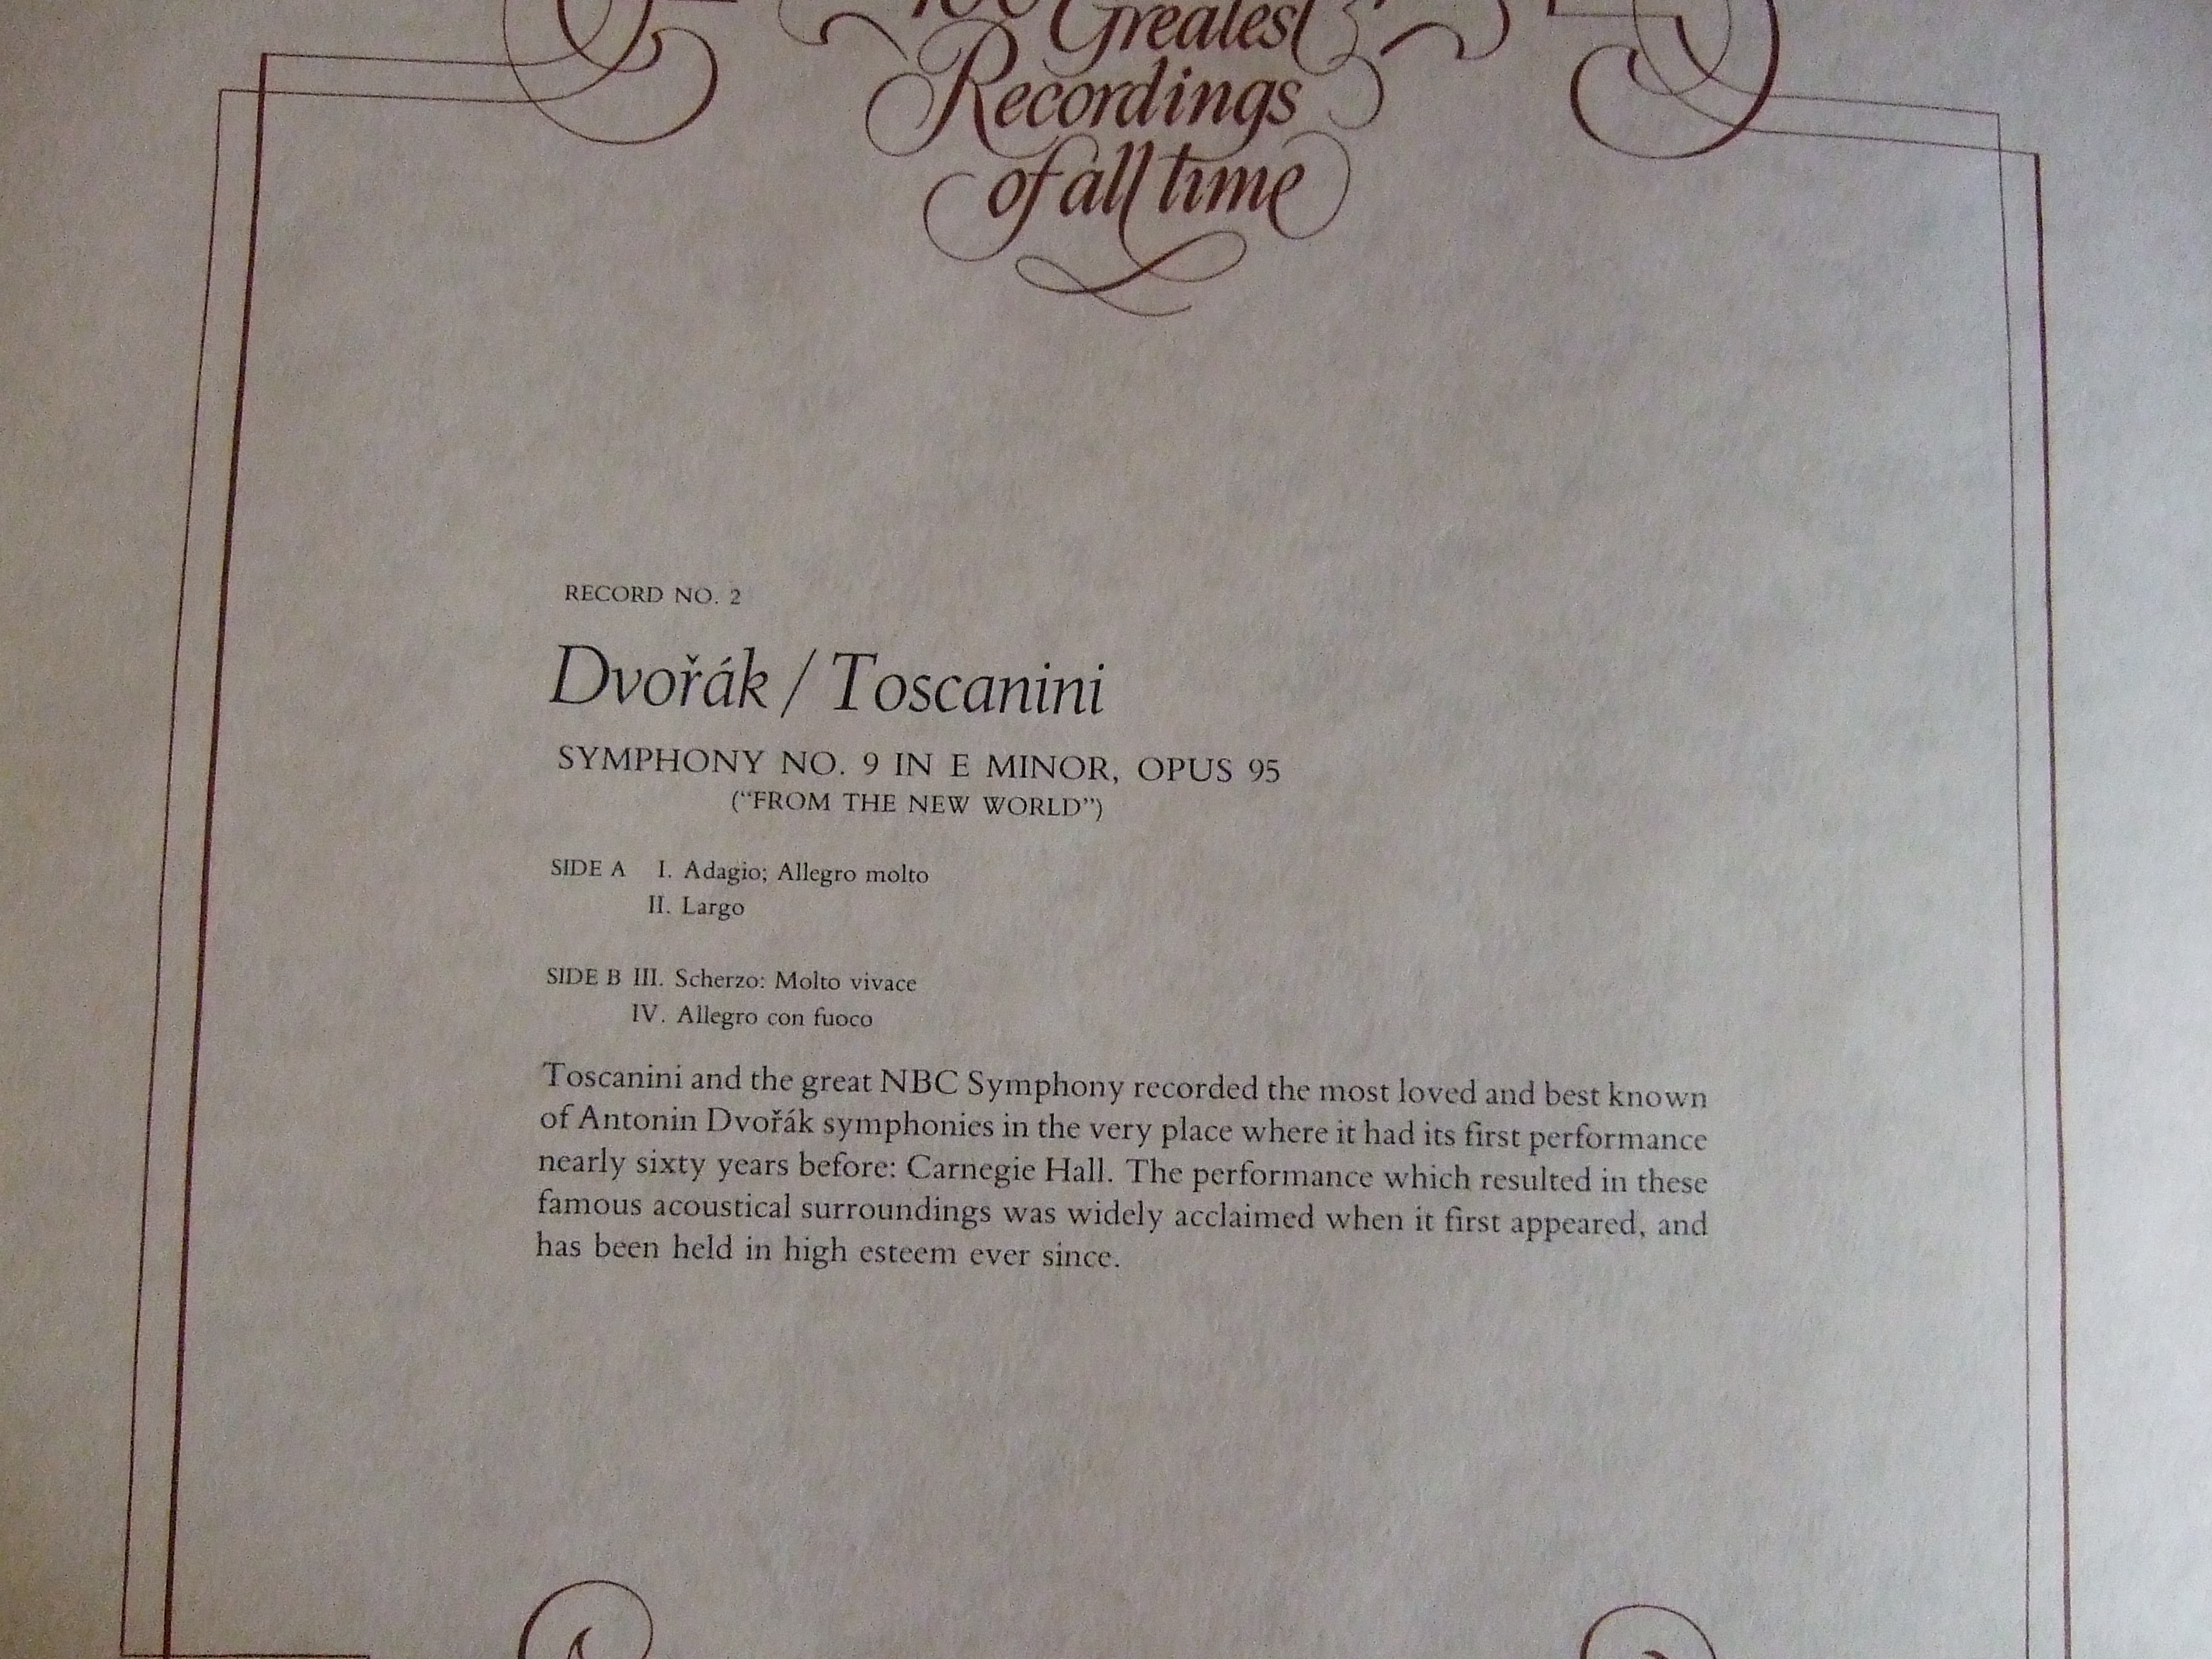 100 Greatest
Recordings
of all time
RECORD NO. 2
Dvořák / Toscanini
SYMPHONY NO. 9 IN E MINOR, OPUS 95
(“FROM THE NEW WORLD”)
SIDE A I. Adagio; Allegro molto
II. Largo
SIDE B III. Scherzo: Molto vivace
IV. Allegro con fuoco
Toscanini and the great NBC Symphony recorded the most loved and best known
of Antonin Dvořák symphonies in the very place where it had its first performance
nearly sixty years before: Carnegie Hall. The performance which resulted in these
famous acoustical surroundings was widely acclaimed when it first appeared, and
has been held in high esteem ever since.